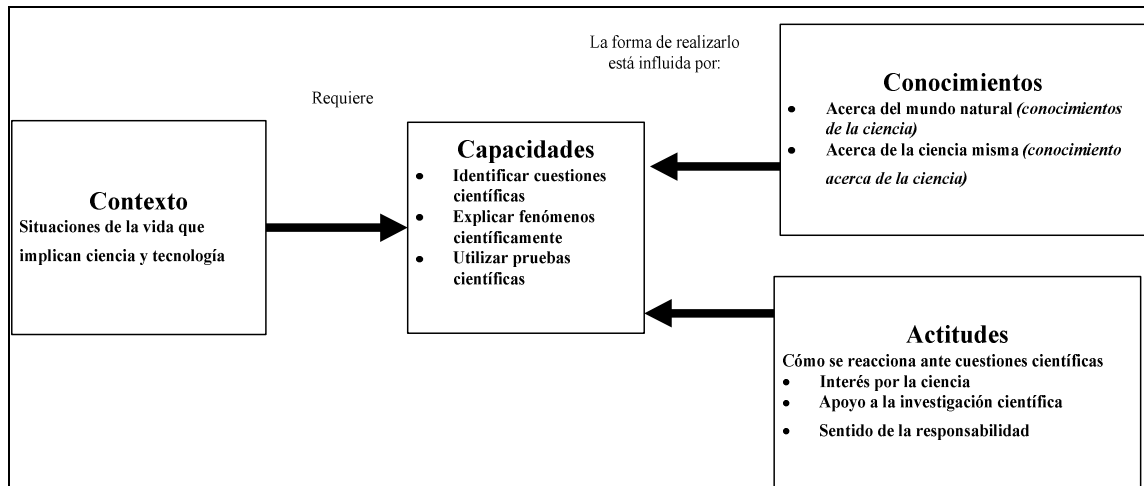 Contexto
Situaciones de la vida que
implican ciencia y tecnología
Requiere
Capacidades
• Identificar cuestiones
científicas
• Explicar fenómenos
científicamente
• Utilizar pruebas
científicas
La forma de realizarlo
está influida por:
Conocimientos
• Acerca del mundo natural (conocimientos
de la ciencia)
• Acerca de la ciencia misma (conocimiento
acerca de la ciencia)
Actitudes
Cómo se reacciona ante cuestiones científicas
• Interés por la ciencia
• Apoyo a la investigación científica
• Sentido de la responsabilidad